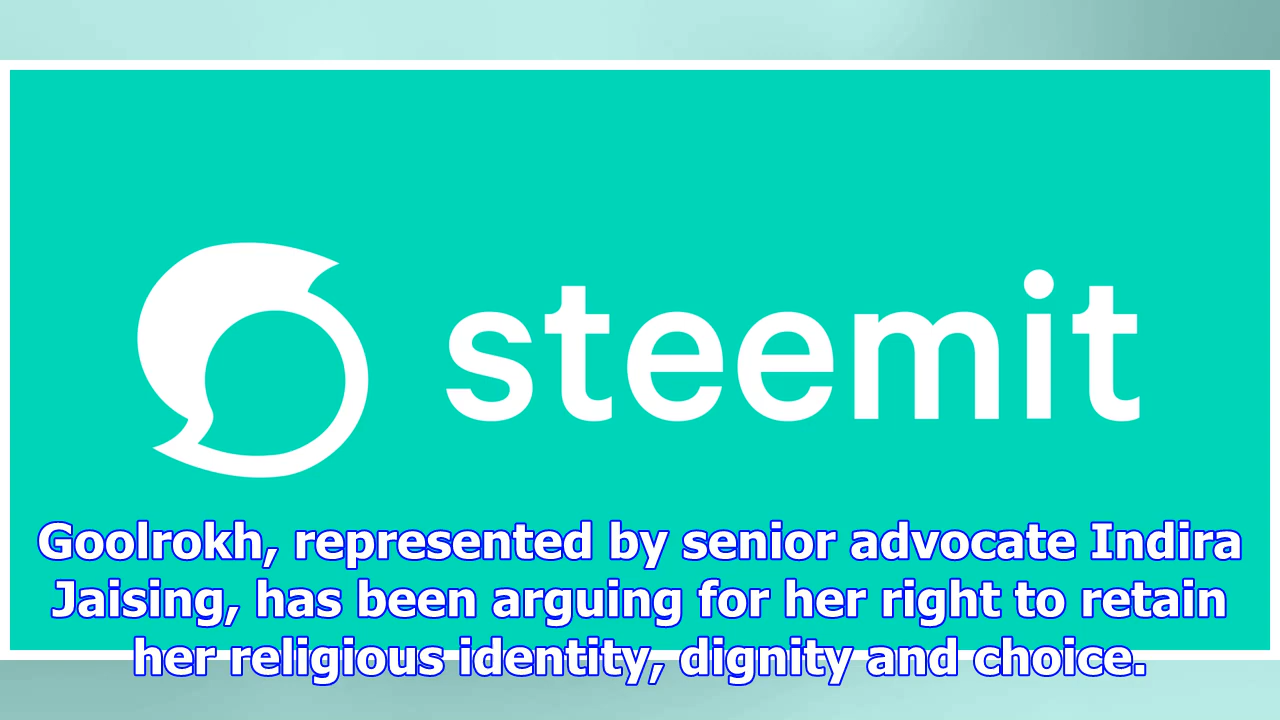 steemit
Goolrokh, represented by senior advocate Indira
Jaising, has been arguing for her right to retain
her religious identity, dignity and choice.